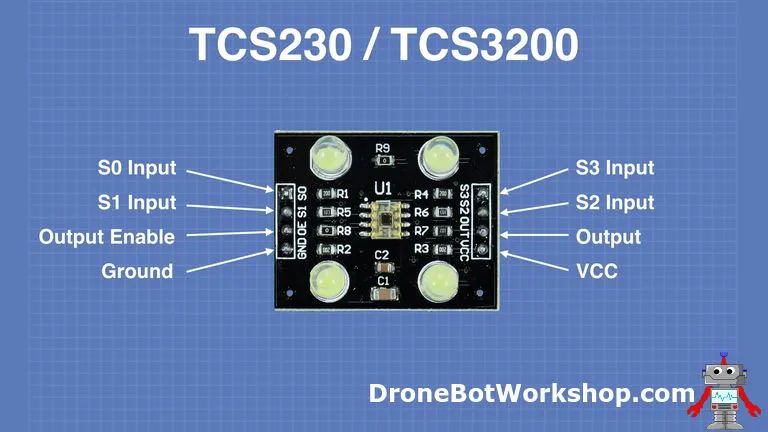 TCS230 / TCS3200
S0 Input
S1 Input
Output Enable
Ground
S3 Input
S2 Input
Output
VCC
R9
U1
S0
S1
OE
GND
R1
R5
R8
R2
R4
R6
R7
R3
S3
S2
OUT
VCC
C2
C1
DroneBotWorkshop.com